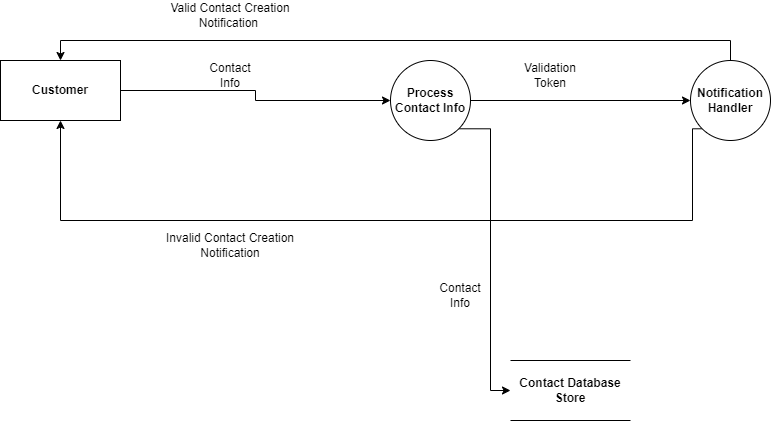 Valid Contact Creation
Notification
Contact
Info
Validation
Token
Customer
Process
Contact Info
Notification
Handler
Invalid Contact Creation
Notification
Contact
Info
Contact Database
Store